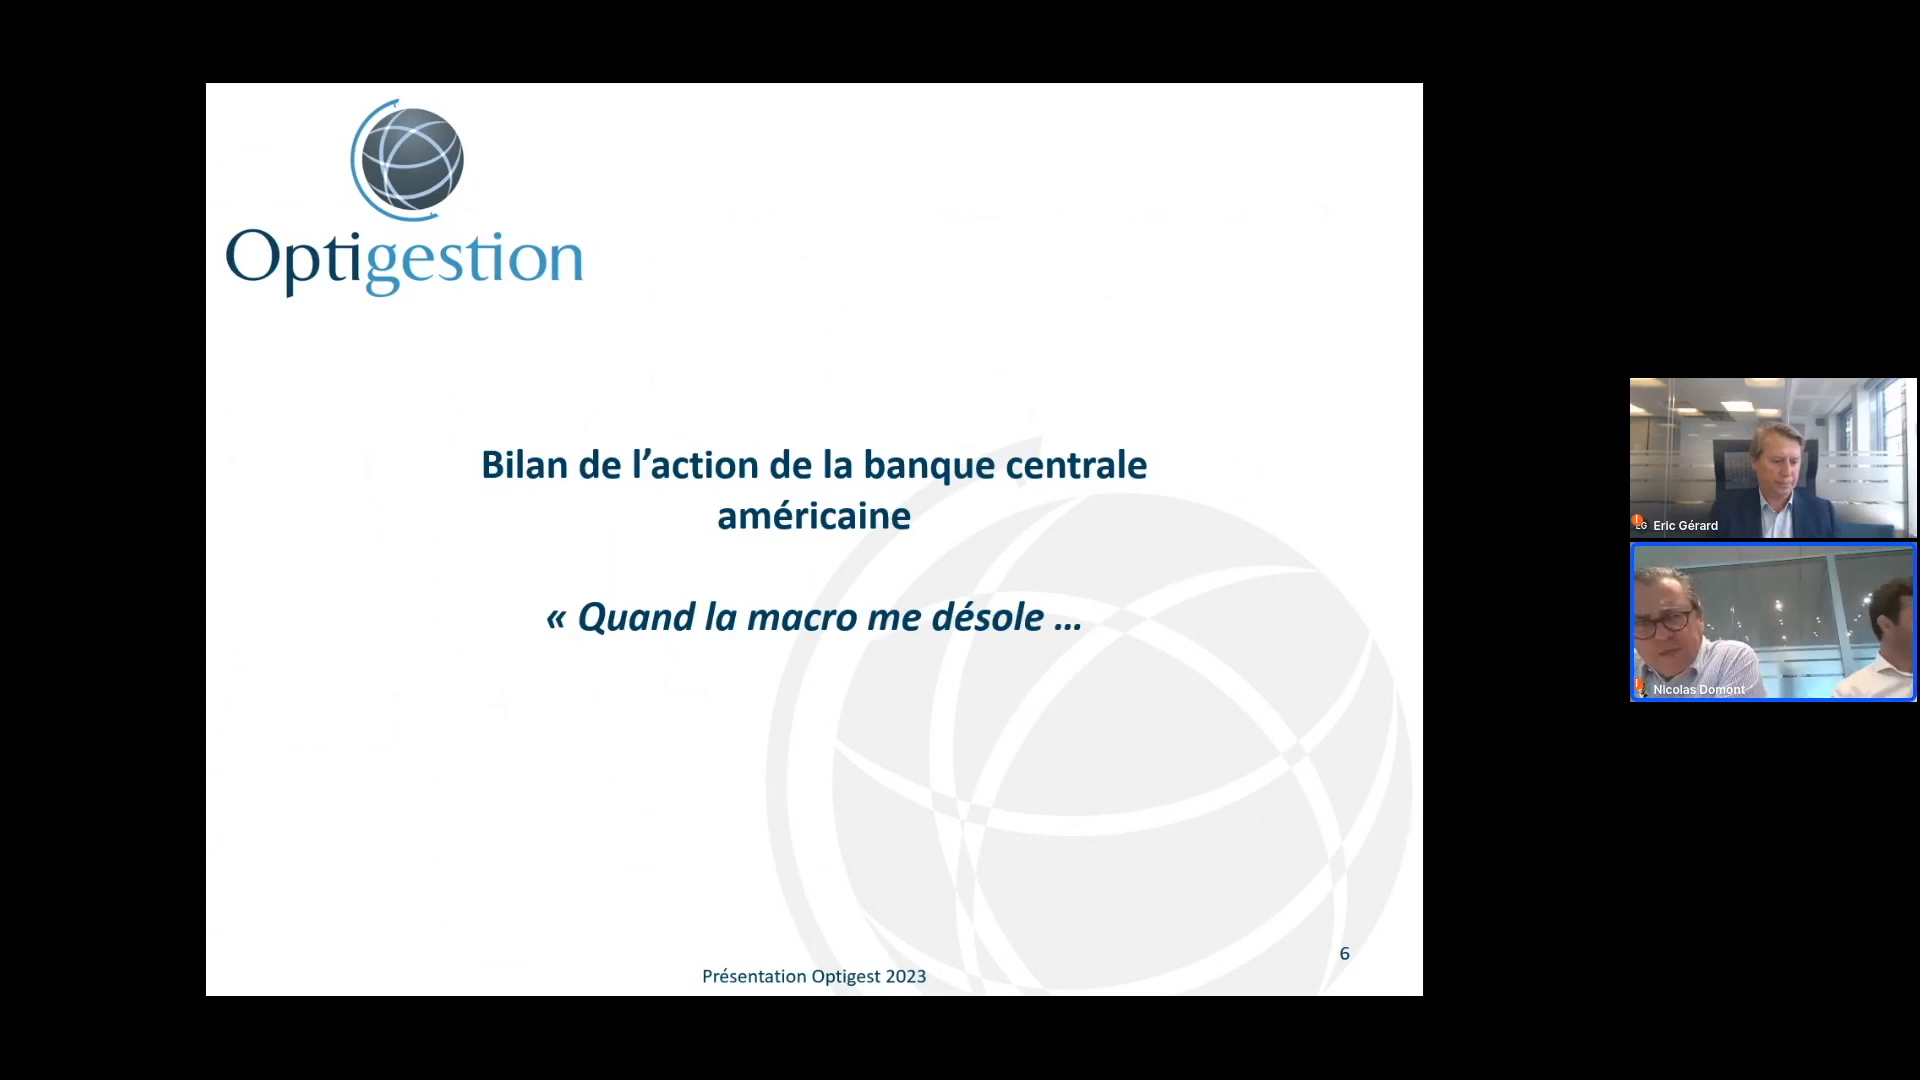 Optigestion
Bilan de l’action de la banque centrale
américaine
« Quand la macro me désole ...
6
Présentation Optigest 2023
EG Eric Gérard
Nicolas Domont